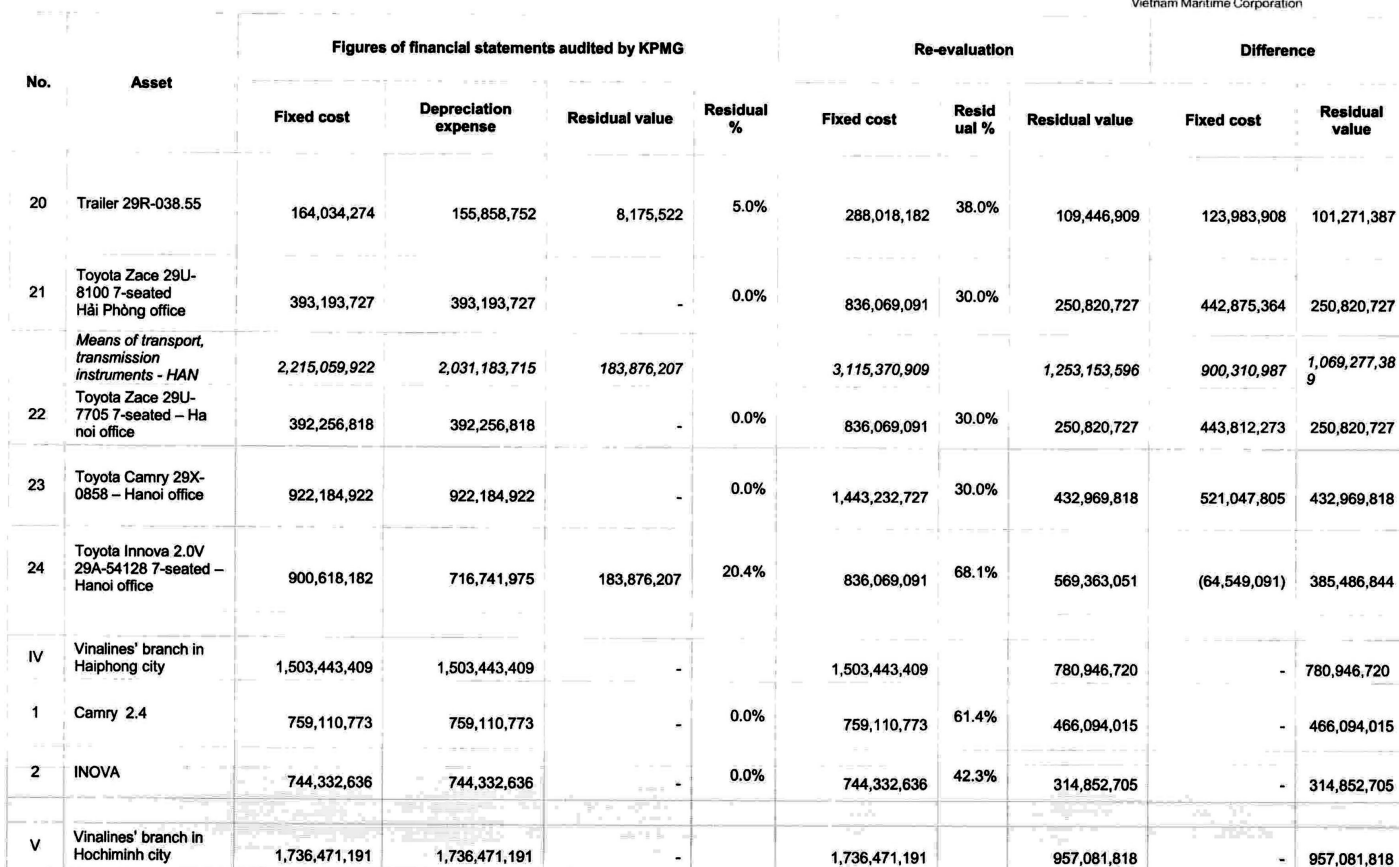 Vietnam Maritime Corporation
No. Asset Figures of financial statements audited by KPMG Re-evaluation Difference
Fixed cost Depreciation expense Residual value Residual % Fixed cost Resid ual % Residual value Fixed cost Residual value
20 Trailer 29R-038.55 164,034,274 155,858,752 8,175,522 5.0% 288,018,182 38.0% 109,446,909 123,983,908 101,271,387
21 Toyota Zace 29U-8100 7-seated Hải Phòng office 393,193,727 393,193,727 - 0.0% 836,069,091 30.0% 250,820,727 442,875,364 250,820,727
Means of transport, transmission instruments - HAN 2,215,059,922 2,031,183,715 183,876,207 3,115,370,909 1,253,153,596 900,310,987 1,069,277,389
22 Toyota Zace 29U-7705 7-seated – Ha noi office 392,256,818 392,256,818 - 0.0% 836,069,091 30.0% 250,820,727 443,812,273 250,820,727
23 Toyota Camry 29X-0858 – Hanoi office 922,184,922 922,184,922 - 0.0% 1,443,232,727 30.0% 432,969,818 521,047,805 432,969,818
24 Toyota Innova 2.0V 29A-54128 7-seated – Hanoi office 900,618,182 716,741,975 183,876,207 20.4% 836,069,091 68.1% 569,363,051 (64,549,091) 385,486,844
IV Vinalines' branch in Haiphong city 1,503,443,409 1,503,443,409 - 1,503,443,409 780,946,720 - 780,946,720
1 Camry 2.4 759,110,773 759,110,773 - 0.0% 759,110,773 61.4% 466,094,015 - 466,094,015
2 INOVA 744,332,636 744,332,636 - 0.0% 744,332,636 42.3% 314,852,705 - 314,852,705
V Vinalines' branch in Hochiminh city 1,736,471,191 1,736,471,191 - 1,736,471,191 957,081,818 - 957,081,818